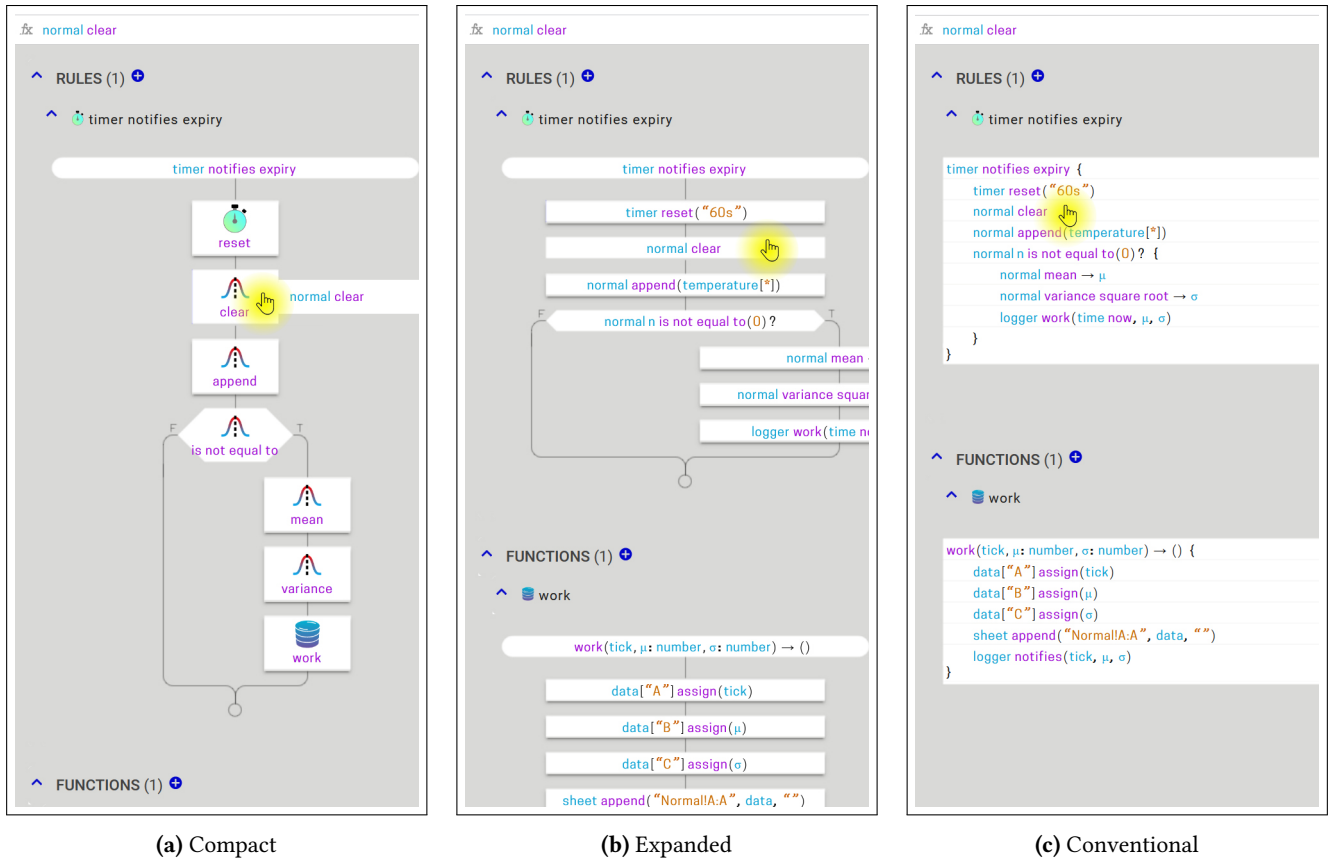 fx normal clear
RULES (1)
timer notifies expiry
timer notifies expiry
reset
clear
normal clear
append
F
T
is not equal to
mean
variance
work
FUNCTIONS (1)
(a) Compact
fx normal clear
RULES (1)
timer notifies expiry
timer notifies expiry
timer reset(“60s”)
normal clear
normal append(temperature[*])
F
normal n is not equal to(0)?
T
normal mean
normal variance squar
logger work(time no
FUNCTIONS (1)
work
work(tick, μ: number, σ: number) → ()
data[“A”] assign(tick)
data[“B”] assign(μ)
data[“C”] assign(σ)
sheet append(“Normal!A:A”, data, “”)
(b) Expanded
fx normal clear
RULES (1)
timer notifies expiry
timer notifies expiry {
timer reset(“60s”)
normal clear
normal append(temperature[*])
normal n is not equal to(0)? {
normal mean → μ
normal variance square root → σ
logger work(time now, μ, σ)
}
}
FUNCTIONS (1)
work
work(tick, μ: number, σ: number) → () {
data[“A”] assign(tick)
data[“B”] assign(μ)
data[“C”] assign(σ)
sheet append(“Normal!A:A”, data, “”)
logger notifies(tick, μ, σ)
}
(c) Conventional